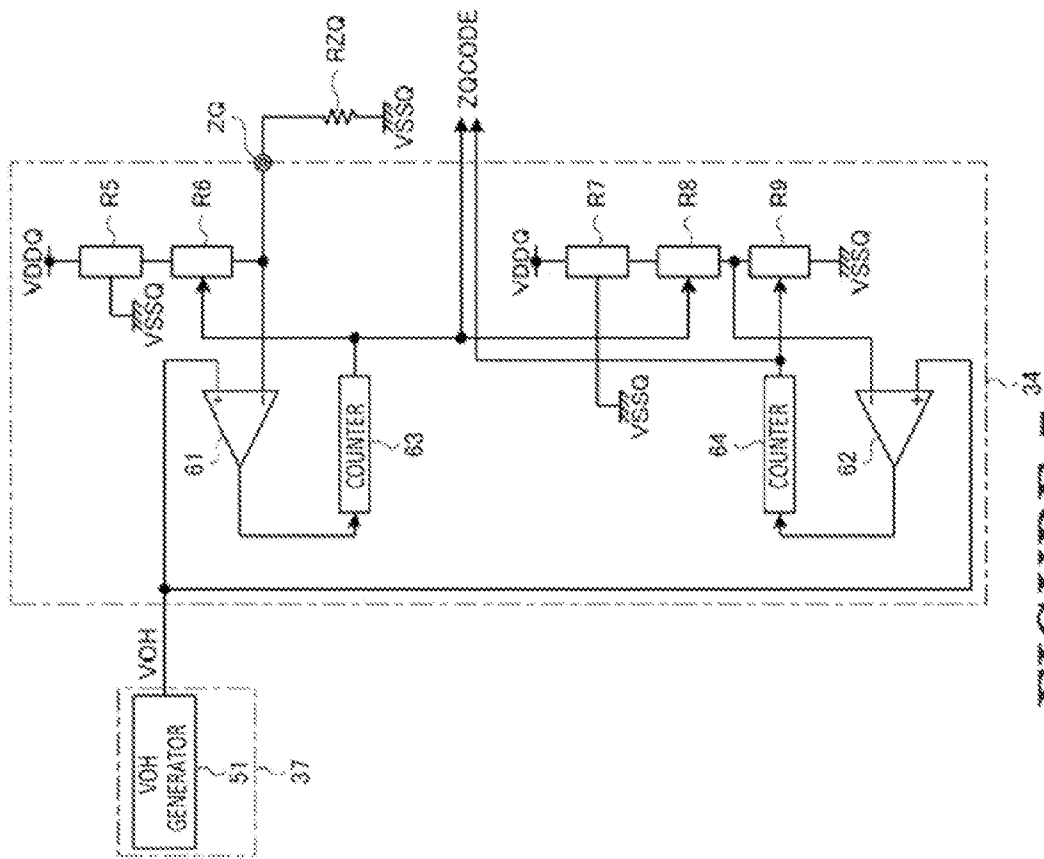 VOH
GENERATOR
51
37
VOH
61
COUNTER
63
VDDQ
R5
VSSQ
R6
ZQ
RZQ
VSSQ
ZQCODE
VDDQ
R7
VSSQ
R8
R9
VSSQ
COUNTER
64
62
34